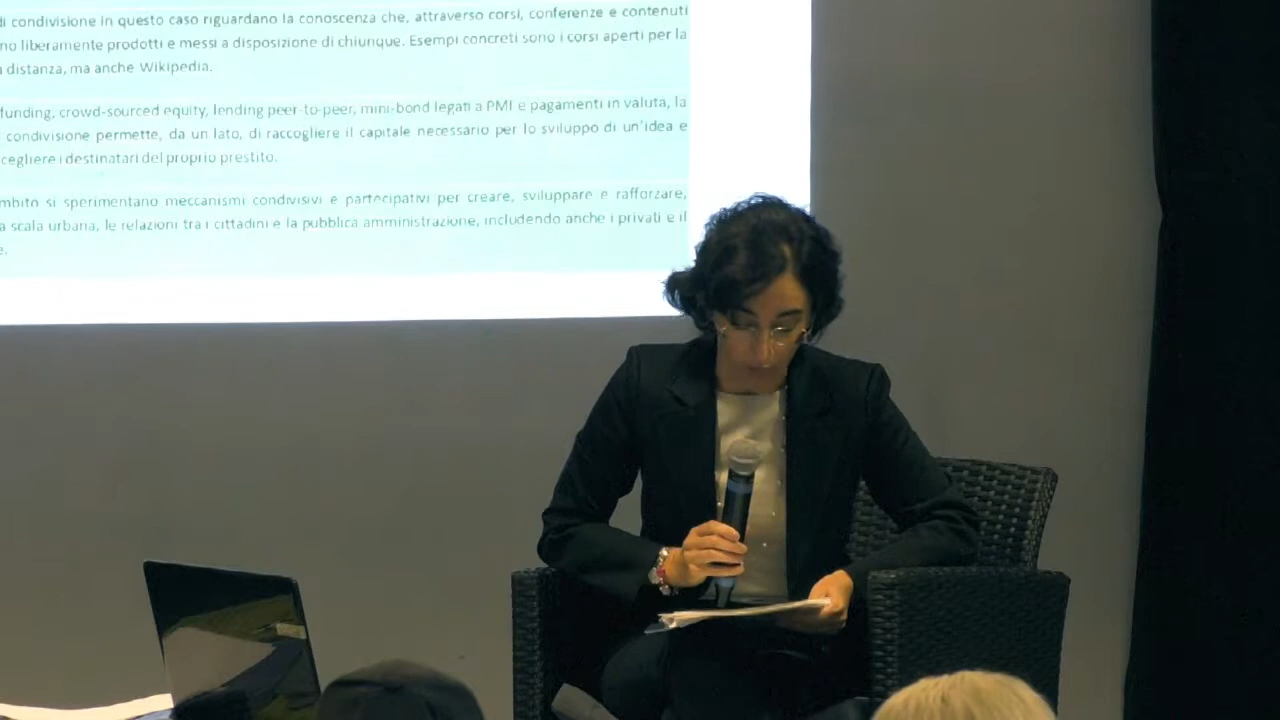 di condivisione in questo caso riguardano la conoscenza che, attraverso corsi, conferenze e contenuti
no liberamente prodotti e messi a disposizione di chiunque. Esempi concreti sono i corsi aperti per la
distanza, ma anche Wikipedia.
funding, crowd-sourced equity, lending peer-to-peer, mini-bond legati a PMI e pagamenti in valuta, la
condivisione permette, da un lato, di raccogliere il capitale necessario per lo sviluppo di un'idea e
cegliere i destinatari del proprio prestito.
mbito si sperimentano meccanismi condivisivi e partecipativi per creare, sviluppare e rafforzare,
a scala urbana, le relazioni tra i cittadini e la pubblica amministrazione, includendo anche i privati e il
e.